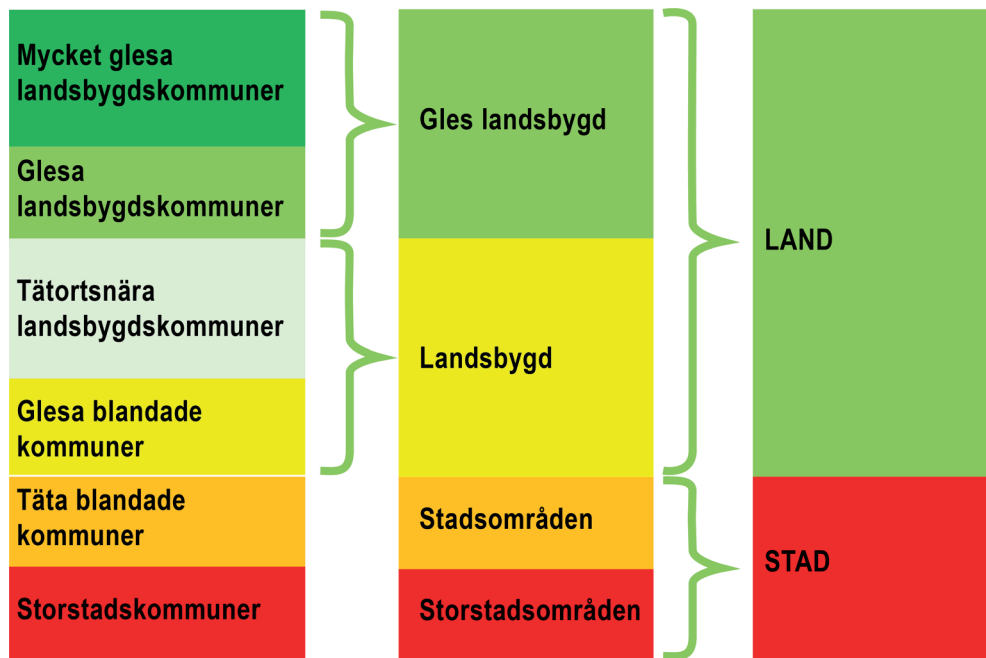 Mycket glesa
landsbygdskommuner
Glesa
landsbygdskommuner
Tätortsnära
landsbygdskommuner
Glesa blandade
kommuner
Täta blandade
kommuner
Storstadskommuner
Gles landsbygd
Landsbygd
Stadsområden
Storstadsområden
LAND
STAD